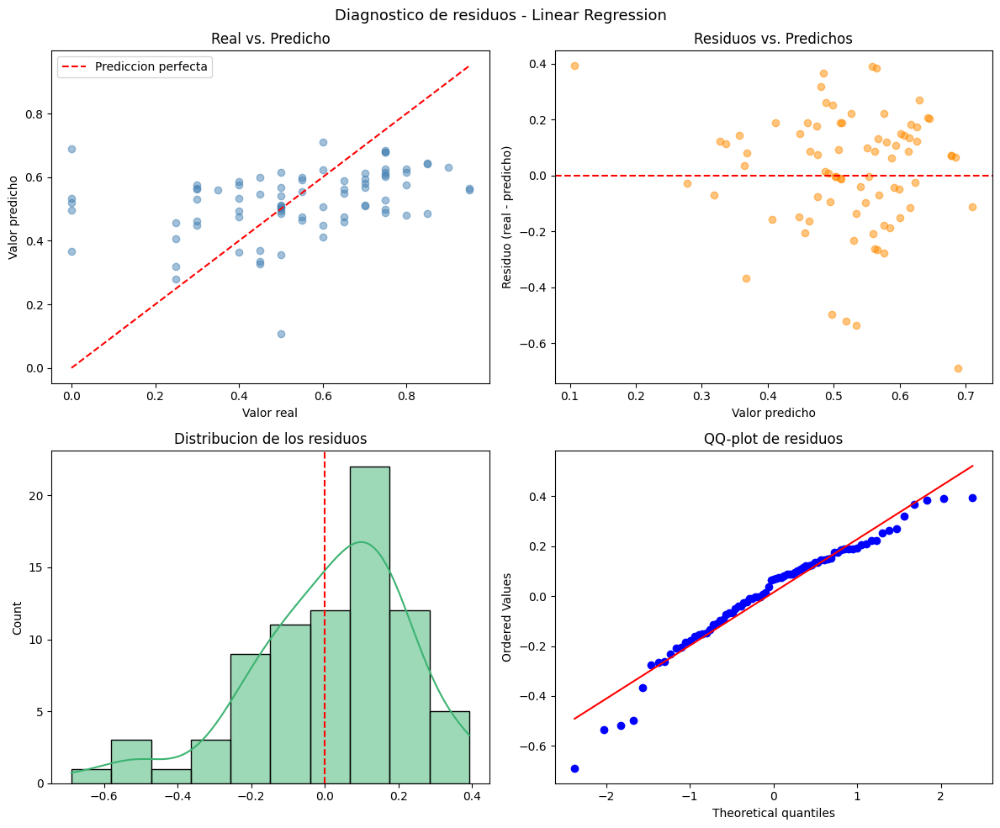 Diagnostico de residuos - Linear Regression
Real vs. Predicho
Prediccion perfecta
Valor predicho
0.8
0.6
0.4
0.2
0.0
0.0 0.2 0.4 0.6 0.8
Valor real
Residuos vs. Predichos
Residuo (real - predicho)
0.4
0.2
0.0
−0.2
−0.4
−0.6
0.1 0.2 0.3 0.4 0.5 0.6 0.7
Valor predicho
Distribucion de los residuos
Count
20
15
10
5
0
−0.6 −0.4 −0.2 0.0 0.2 0.4
QQ-plot de residuos
Ordered Values
0.4
0.2
0.0
−0.2
−0.4
−0.6
−2 −1 0 1 2
Theoretical quantiles